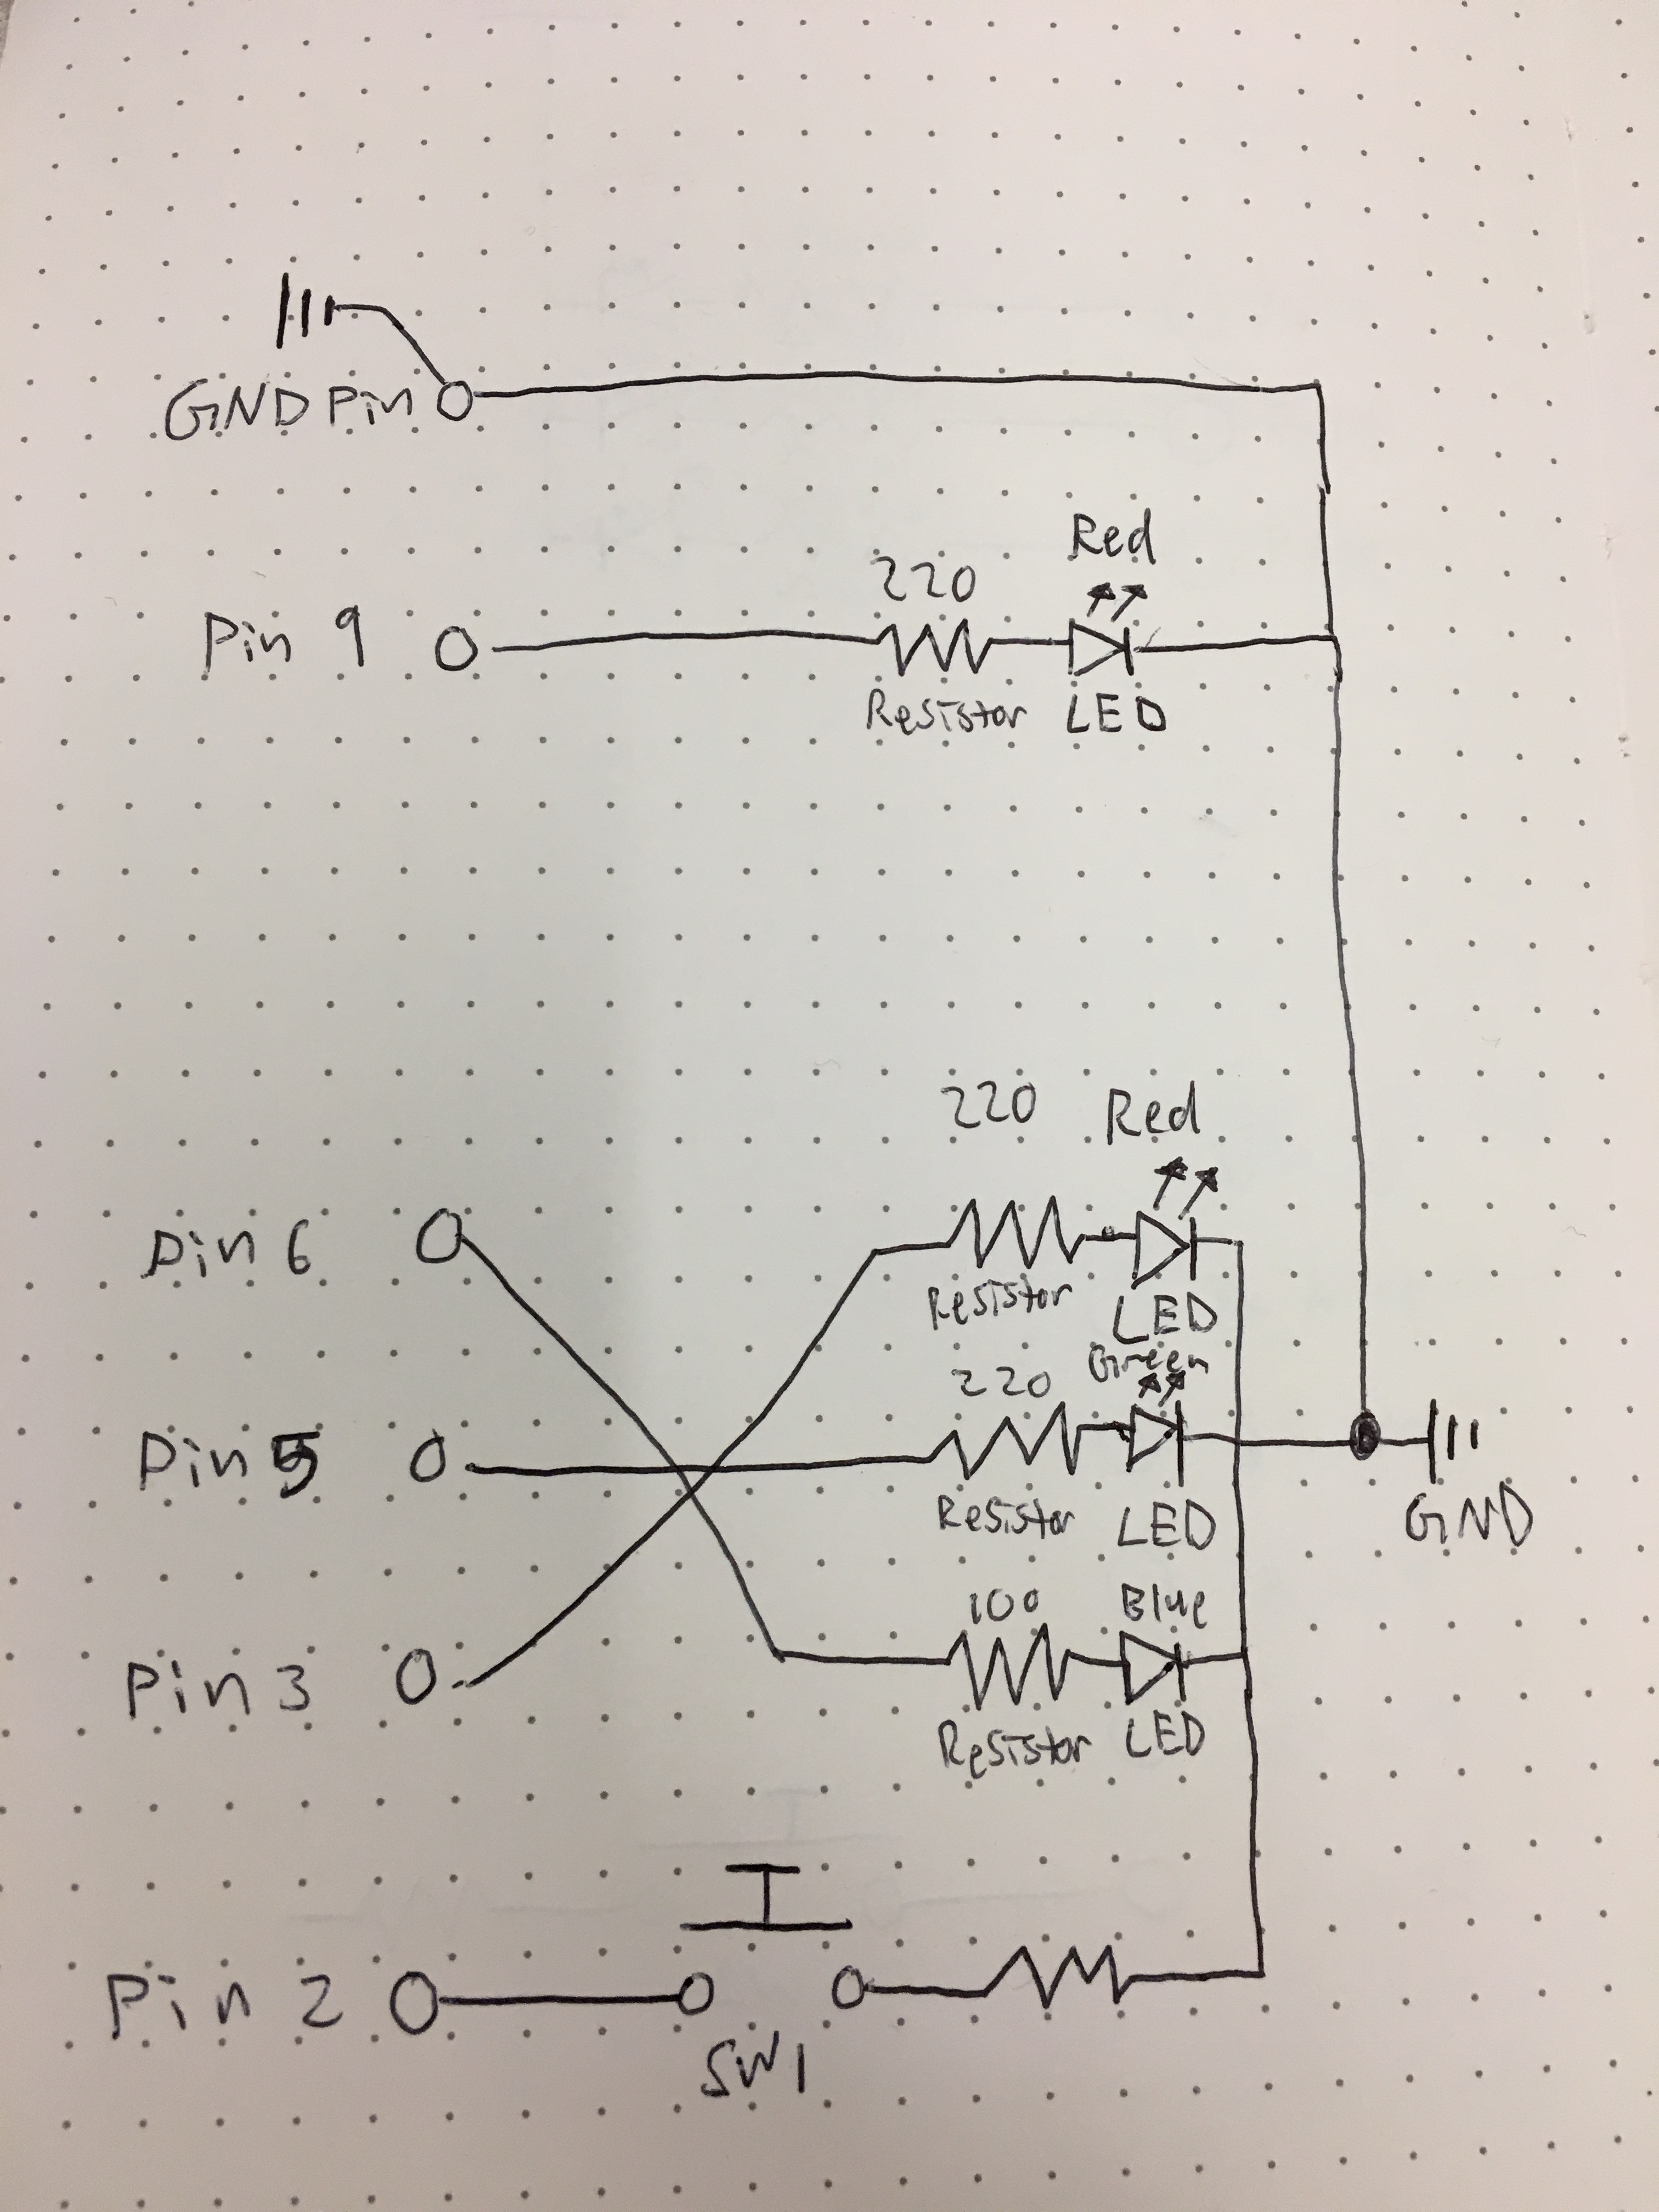 GND Pin
Red
220
Pin 9
Resistor LED
220 Red
Pin 6
Resistor LED
Green
220
Pin 5
Resistor LED
GND
100 Blue
Pin 3
Resistor LED
Pin 2
SW1